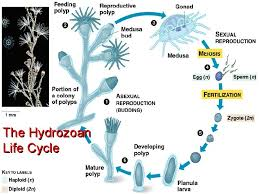 Feeding
polyp
Reproductive
polyp
Gonad
Medusa
bud
Medusa
SEXUAL
REPRODUCTION
MEIOSIS
Egg (n)
Sperm (n)
FERTILIZATION
Zygote (2n)
Portion of
a colony
of polyps
ASEXUAL
REPRODUCTION
(BUDDING)
1 mm
The Hydrozoan
Life Cycle
Developing
polyp
Mature
polyp
Planula
larva
KEY TO LABELS
Haploid (n)
Diploid (2n)